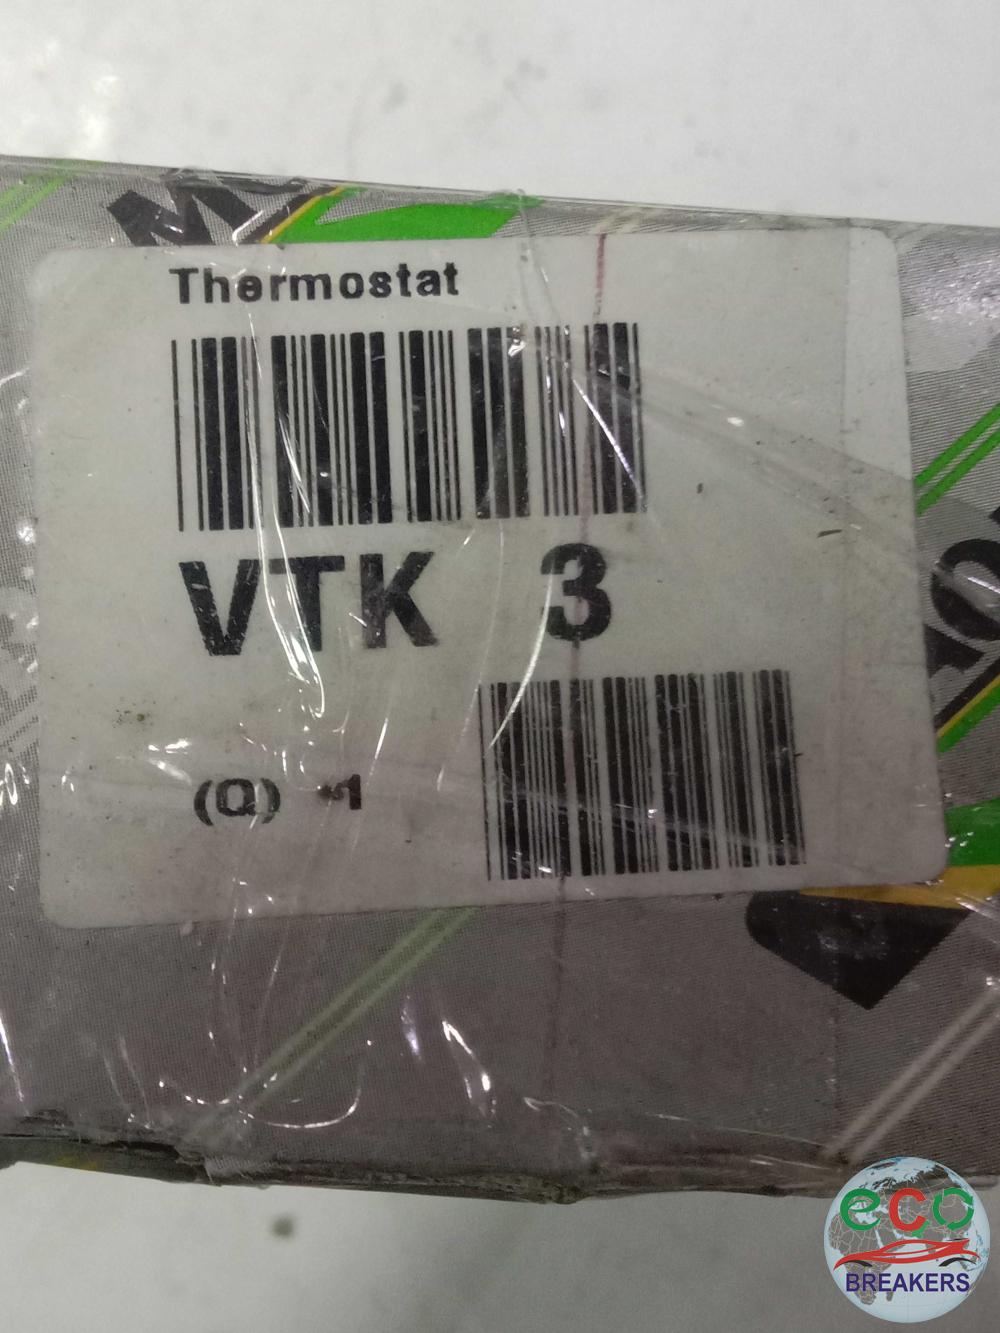 Thermostat
VTK 3
(Q) 1
eco
BREAKERS